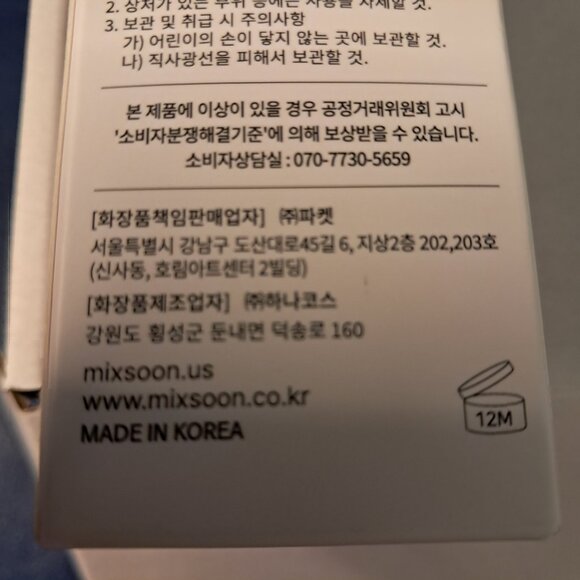 2. 상처가 있는 부위 등에는 사용을 자제할 것.
3. 보관 및 취급 시 주의사항
가) 어린이의 손이 닿지 않는 곳에 보관할 것.
나) 직사광선을 피해서 보관할 것.
본 제품에 이상이 있을 경우 공정거래위원회 고시
'소비자분쟁해결기준'에 의해 보상받을 수 있습니다.
소비자상담실 : 070-7730-5659
[화장품책임판매업자] ㈜파켓
서울특별시 강남구 도산대로45길 6, 지상2층 202,203호
(신사동, 호림아트센터 2빌딩)
[화장품제조업자] ㈜하나코스
강원도 횡성군 둔내면 덕송로 160
mixsoon.us
www.mixsoon.co.kr
MADE IN KOREA
12M